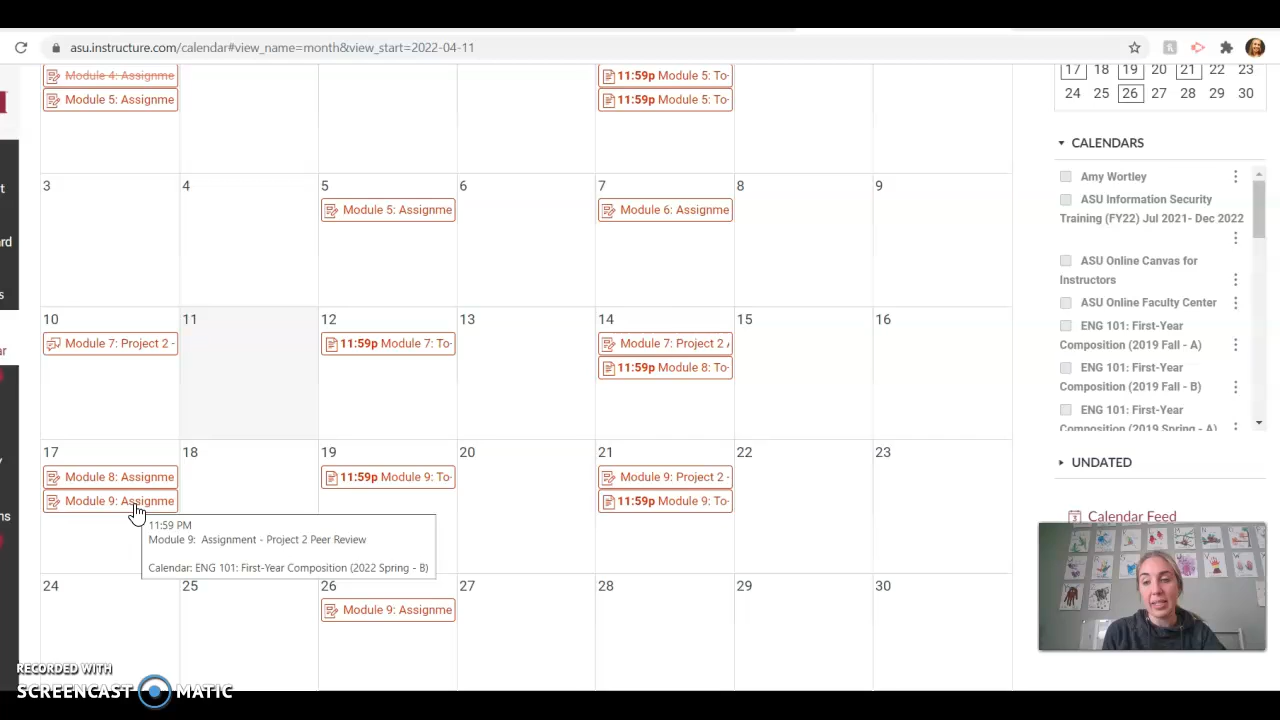 asu.instructure.com/calendar#view_name=month&view_start=2022-04-11
Module 4: Assignme
Module 5: Assignme
11:59p Module 5: To-
11:59p Module 5: To-
3
4
5
6
7
8
9
Module 5: Assignme
Module 6: Assignme
10
11
12
13
14
15
16
Module 7: Project 2 -
11:59p Module 7: To-
Module 7: Project 2 /
11:59p Module 8: To-
17
18
19
20
21
22
23
Module 8: Assignme
Module 9: Assignme
11:59p Module 9: To-
Module 9: Project 2 -
11:59p Module 9: To-
11:59 PM
Module 9: Assignment - Project 2 Peer Review
Calendar: ENG 101: First-Year Composition (2022 Spring - B)
24
25
26
27
28
29
30
Module 9: Assignme
17 18 19 20 21 22 23
24 25 26 27 28 29 30
CALENDARS
Amy Wortley
ASU Information Security
Training (FY22) Jul 2021- Dec 2022
ASU Online Canvas for
Instructors
ASU Online Faculty Center
ENG 101: First-Year
Composition (2019 Fall - A)
ENG 101: First-Year
Composition (2019 Fall - B)
ENG 101: First-Year
Composition (2019 Spring - A)
UNDATED
Calendar Feed
RECORDED WITH
SCREENCAST MATIC